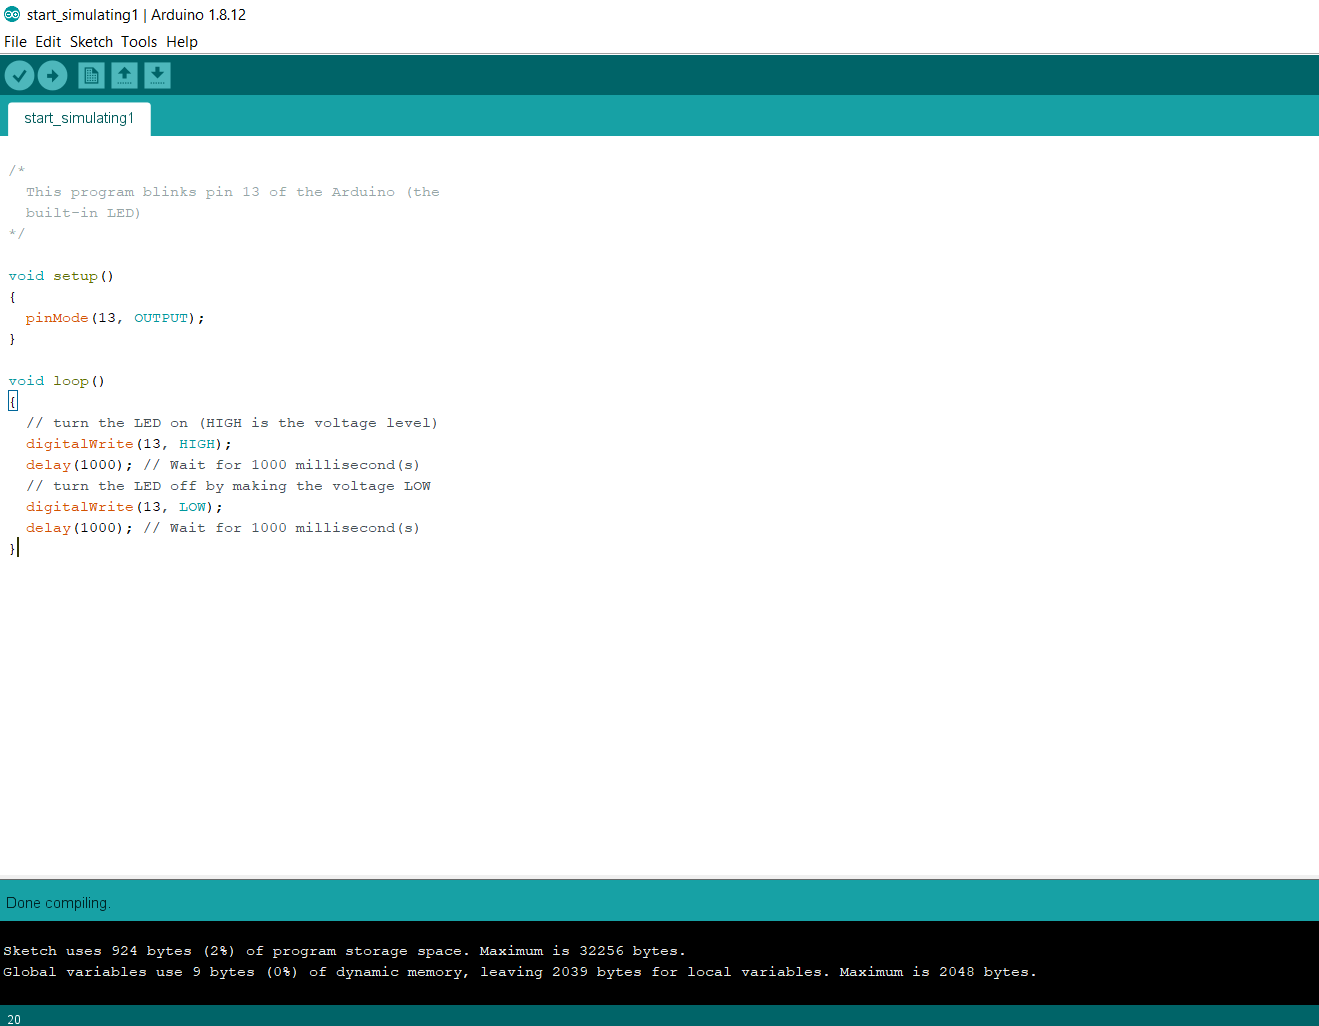 start_simulating1 | Arduino 1.8.12
File Edit Sketch Tools Help
start_simulating1
/*
  This program blinks pin 13 of the Arduino (the
  built-in LED)
*/
void setup()
{
  pinMode(13, OUTPUT);
}
void loop()
{
  // turn the LED on (HIGH is the voltage level)
  digitalWrite(13, HIGH);
  delay(1000); // Wait for 1000 millisecond(s)
  // turn the LED off by making the voltage LOW
  digitalWrite(13, LOW);
  delay(1000); // Wait for 1000 millisecond(s)
}
Done compiling.
Sketch uses 924 bytes (2%) of program storage space. Maximum is 32256 bytes.
Global variables use 9 bytes (0%) of dynamic memory, leaving 2039 bytes for local variables. Maximum is 2048 bytes.
20